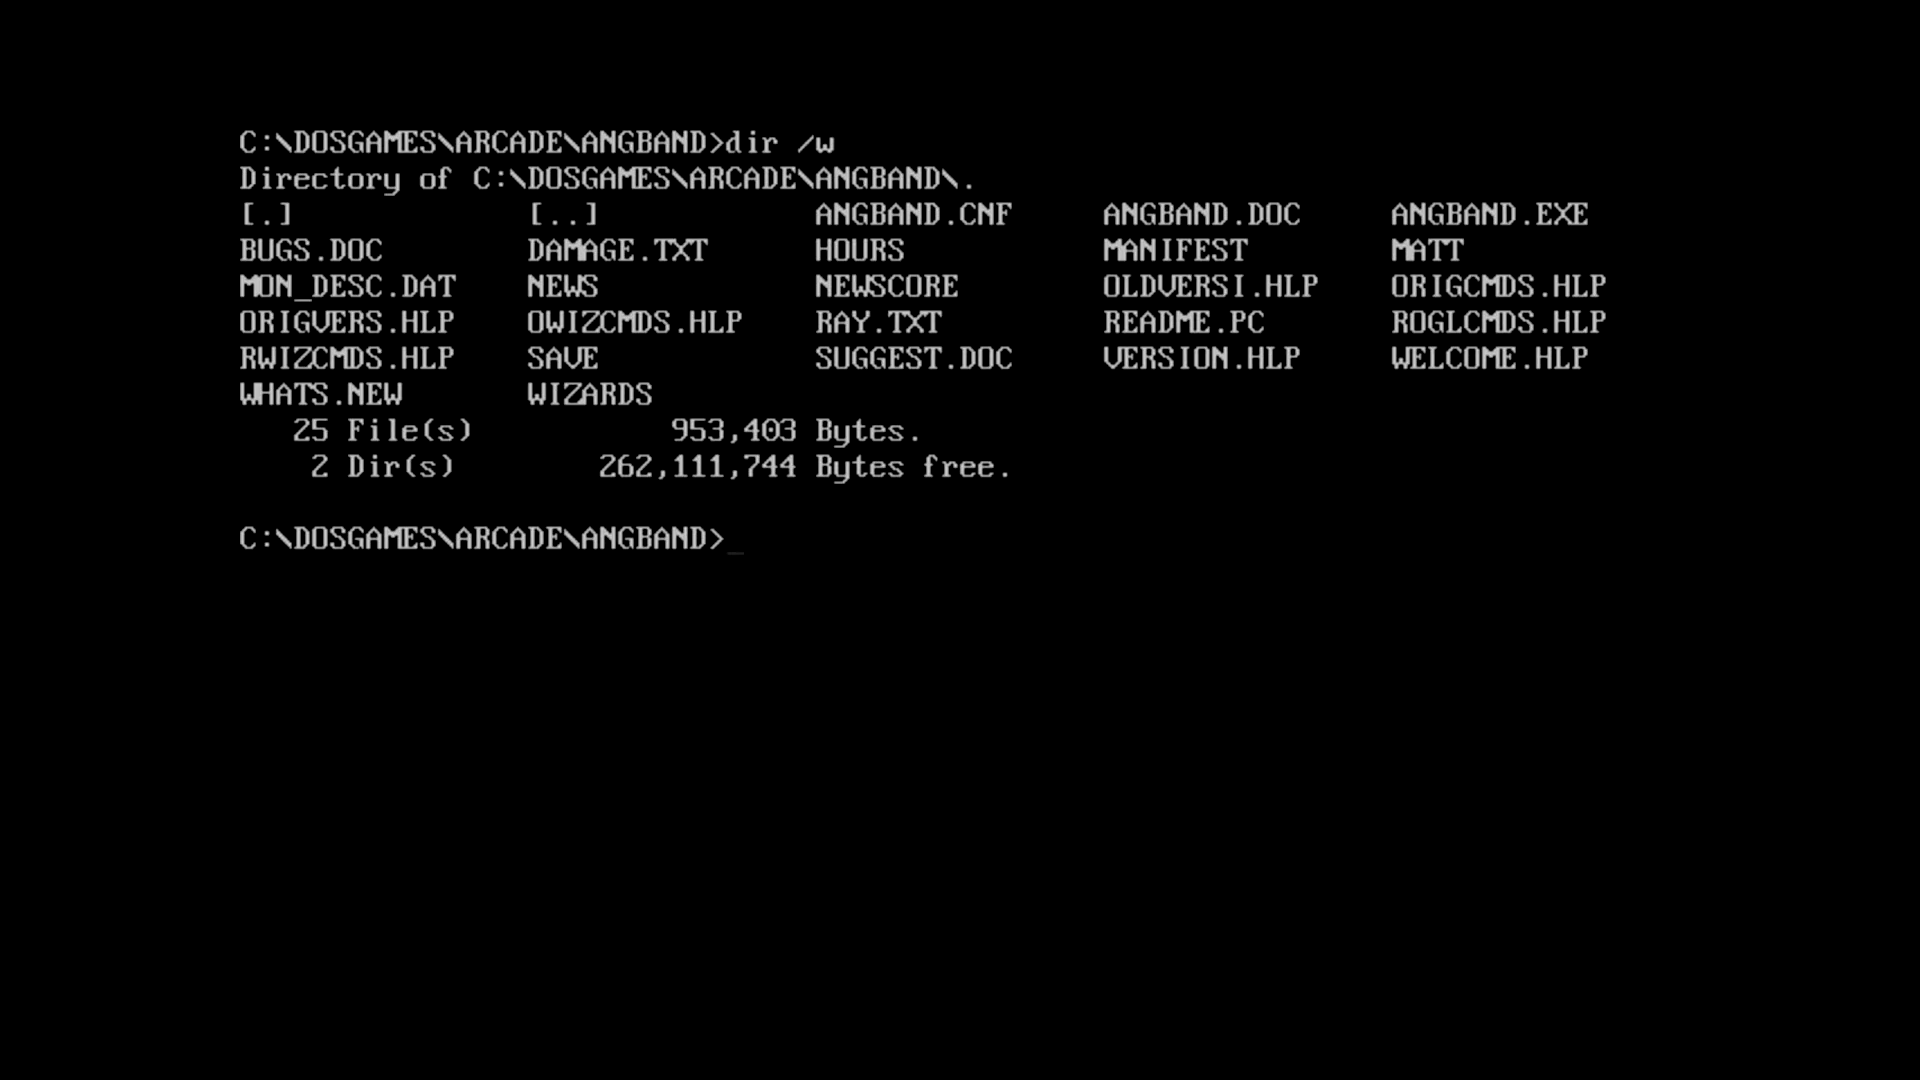 C:\DOSGAMES\ARCADE\ANGBAND>dir /w
Directory of C:\DOSGAMES\ARCADE\ANGBAND\.
[.] [..] ANGBAND.CNF ANGBAND.DOC ANGBAND.EXE
BUGS.DOC DAMAGE.TXT HOURS MANIFEST MATT
MON_DESC.DAT NEWS NEWSCORE OLDVERSI.HLP ORIGCMDS.HLP
ORIGVERS.HLP OWIZCMDS.HLP RAY.TXT README.PC ROGLCMDS.HLP
RWIZCMDS.HLP SAVE SUGGEST.DOC VERSION.HLP WELCOME.HLP
WHATS.NEW WIZARDS
25 File(s) 953,403 Bytes.
2 Dir(s) 262,111,744 Bytes free.
C:\DOSGAMES\ARCADE\ANGBAND>_